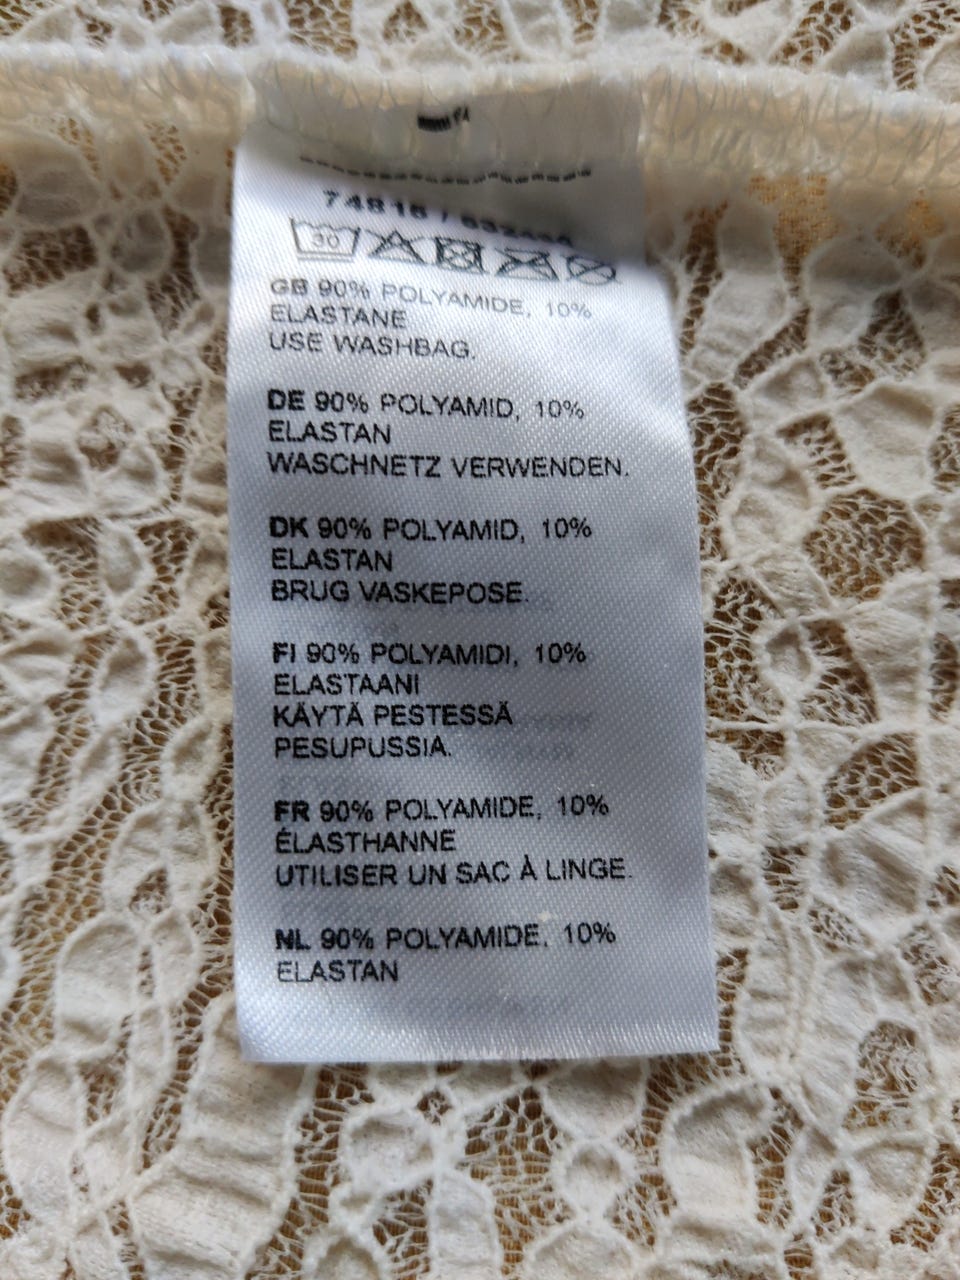 30
GB 90% POLYAMIDE, 10%
ELASTANE
USE WASHBAG.
DE 90% POLYAMID, 10%
ELASTAN
WASCHNETZ VERWENDEN.
DK 90% POLYAMID, 10%
ELASTAN
BRUG VASKEPOSE.
FI 90% POLYAMIDI, 10%
ELASTAANI
KÄYTÄ PESTESSÄ
PESUPUSSIA.
FR 90% POLYAMIDE, 10%
ÉLASTHANNE
UTILISER UN SAC À LINGE.
NL 90% POLYAMIDE, 10%
ELASTAN